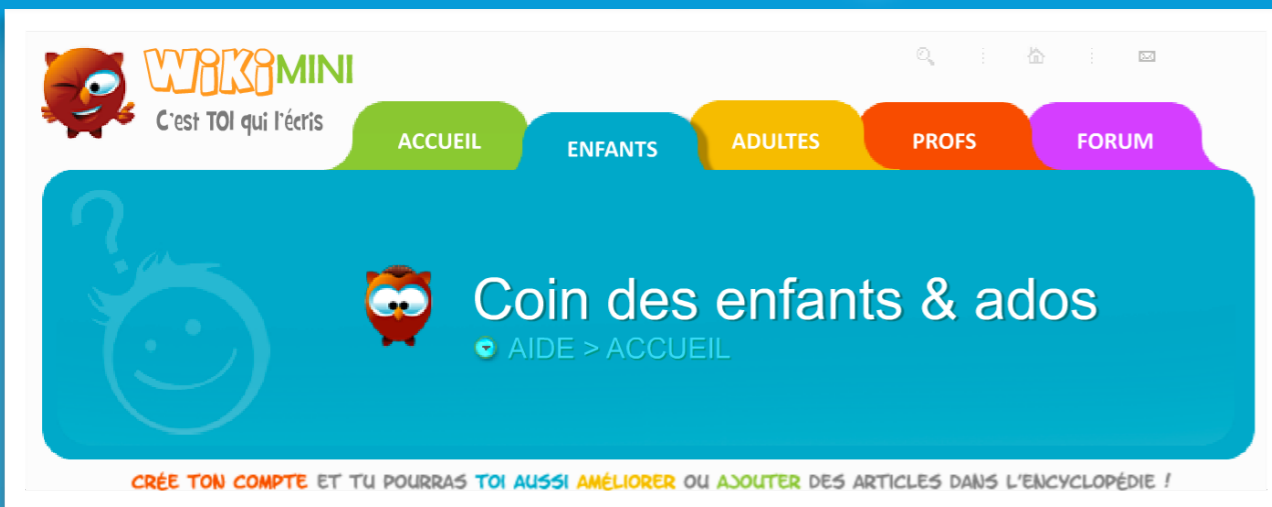 WiKiMINI
C'est TOI qui l'écris
ACCUEIL
ENFANTS
ADULTES
PROFS
FORUM
?
Coin des enfants & ados
AIDE > ACCUEIL
CRÉE TON COMPTE ET TU POURRAS TOI AUSSI AMÉLIORER OU AJOUTER DES ARTICLES DANS L'ENCYCLOPÉDIE !